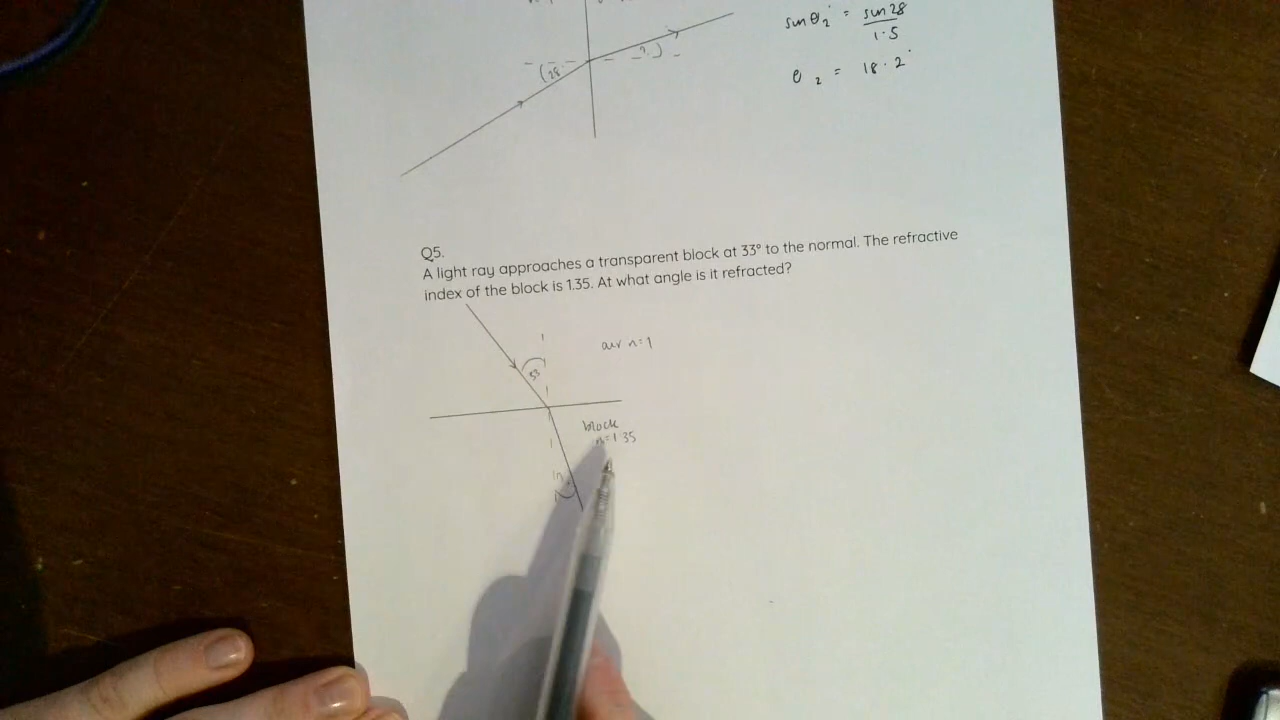 sin θ₂ = sin 28
1.5
θ₂ = 18.2°
(28
?
Q5.
A light ray approaches a transparent block at 33° to the normal. The refractive
index of the block is 1.35. At what angle is it refracted?
air n=1
33
block
n=1.35